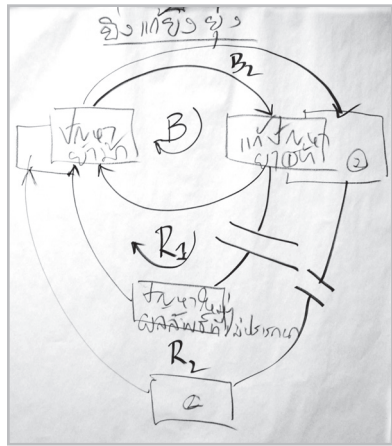 ยิ่งแก้ยิ่งยุ่ง
B2
ปัญหา
B
แก้ปัญหา
①
②
R1
ปัญหาใหม่/
ผลลัพธ์ที่ไม่ปรารถนา
R2